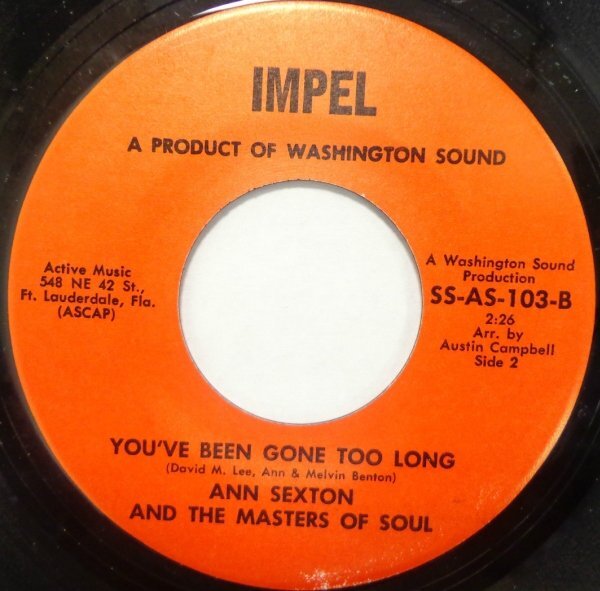 IMPEL
A PRODUCT OF WASHINGTON SOUND
Active Music
548 NE 42 St.,
Ft. Lauderdale, Fla.
(ASCAP)
A Washington Sound
Production
SS-AS-103-B
2:26
Arr. by
Austin Campbell
Side 2
YOU'VE BEEN GONE TOO LONG
(David M. Lee, Ann & Melvin Benton)
ANN SEXTON
AND THE MASTERS OF SOUL